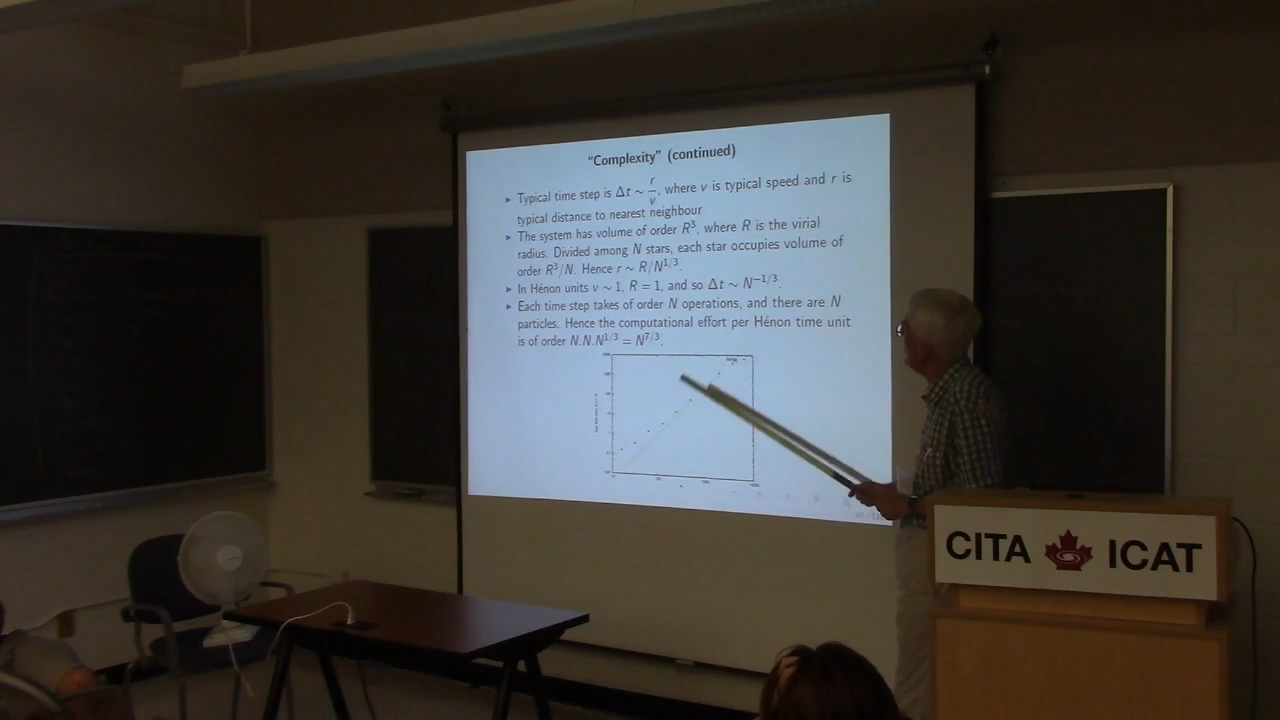 “Complexity” (continued)
▸ Typical time step is Δt ∼ r/v, where v is typical speed and r is
typical distance to nearest neighbour
▸ The system has volume of order R³, where R is the virial
radius. Divided among N stars, each star occupies volume of
order R³/N. Hence r ∼ R/N^{1/3}.
▸ In Hénon units v ∼ 1, R = 1, and so Δt ∼ N^{−1/3}.
▸ Each time step takes of order N operations, and there are N
particles. Hence the computational effort per Hénon time unit
is of order N.N.N^{1/3} = N^{7/3}.
CITA ICAT